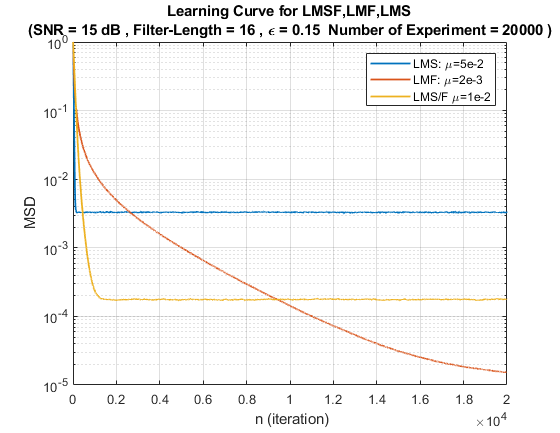 Learning Curve for LMSF,LMF,LMS
(SNR = 15 dB , Filter-Length = 16 , ϵ = 0.15 Number of Experiment = 20000 )
LMS: μ=5e-2
LMF: μ=2e-3
LMS/F μ=1e-2
MSD
10^0
10^-1
10^-2
10^-3
10^-4
10^-5
0 0.2 0.4 0.6 0.8 1 1.2 1.4 1.6 1.8 2
n (iteration)
×10^4